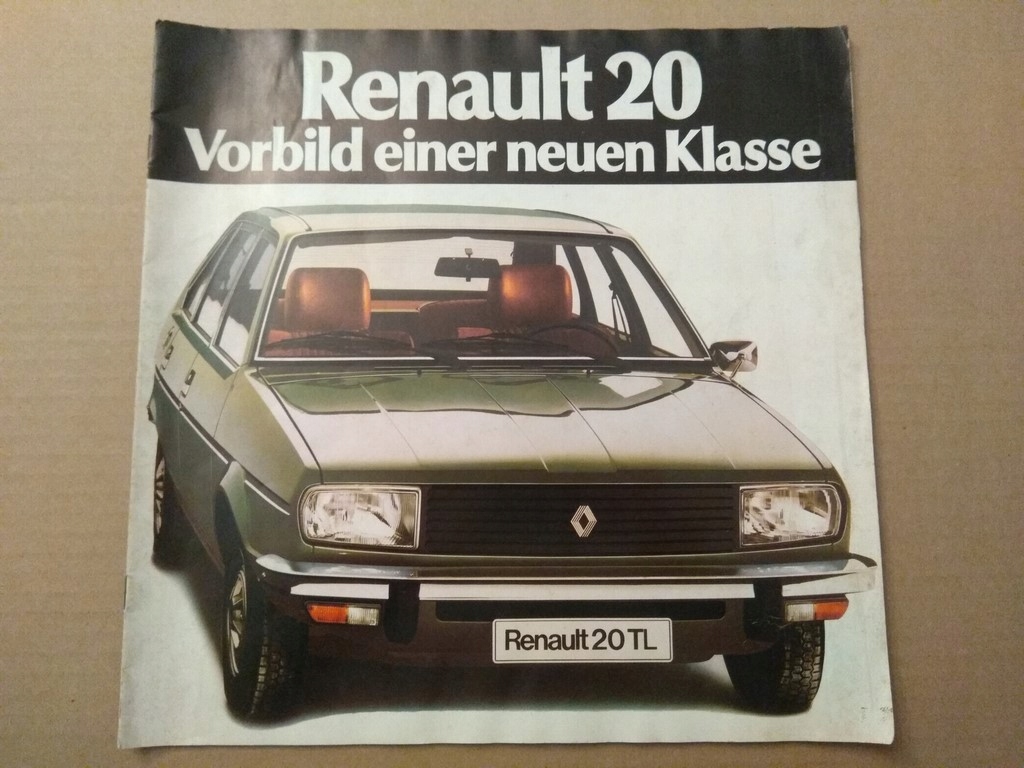 Renault 20
Vorbild einer neuen Klasse
Renault 20 TL